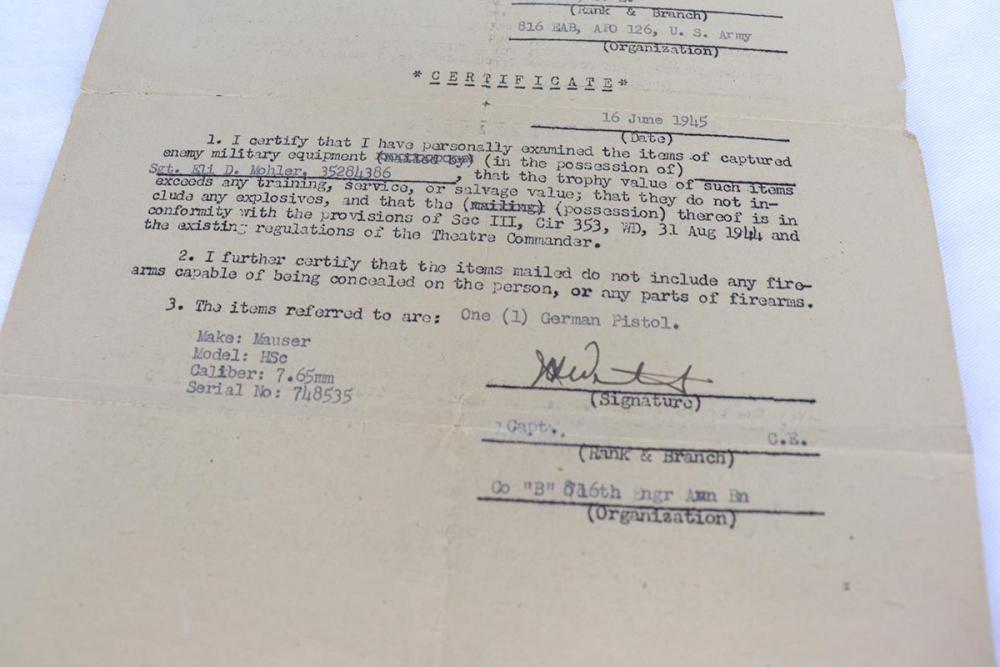 (Rank & Branch)
816 EAB, APO 126, U. S. Army
(Organization)
*CERTIFICATE*
16 June 1945
(Date)
1. I certify that I have personally examined the items of captured
enemy military equipment (mailed by) (in the possession of)
Sgt. Eli D. Mohler, 35284386, that the trophy value of such items
exceeds any training, service, or salvage value; that they do not in-
clude any explosives, and that the (mailing) (possession) thereof is in
conformity with the provisions of Sec III, Cir 353, WD, 31 Aug 1944 and
the existing regulations of the Theatre Commander.
2. I further certify that the items mailed do not include any fire-
arms capable of being concealed on the person, or any parts of firearms.
3. The items referred to are: One (1) German Pistol.
Make: Mauser
Model: HSc
Caliber: 7.65mm
Serial No: 748535
(Signature)
Capt. C.E.
(Rank & Branch)
Co "B" 816th Engr Avn Bn
(Organization)